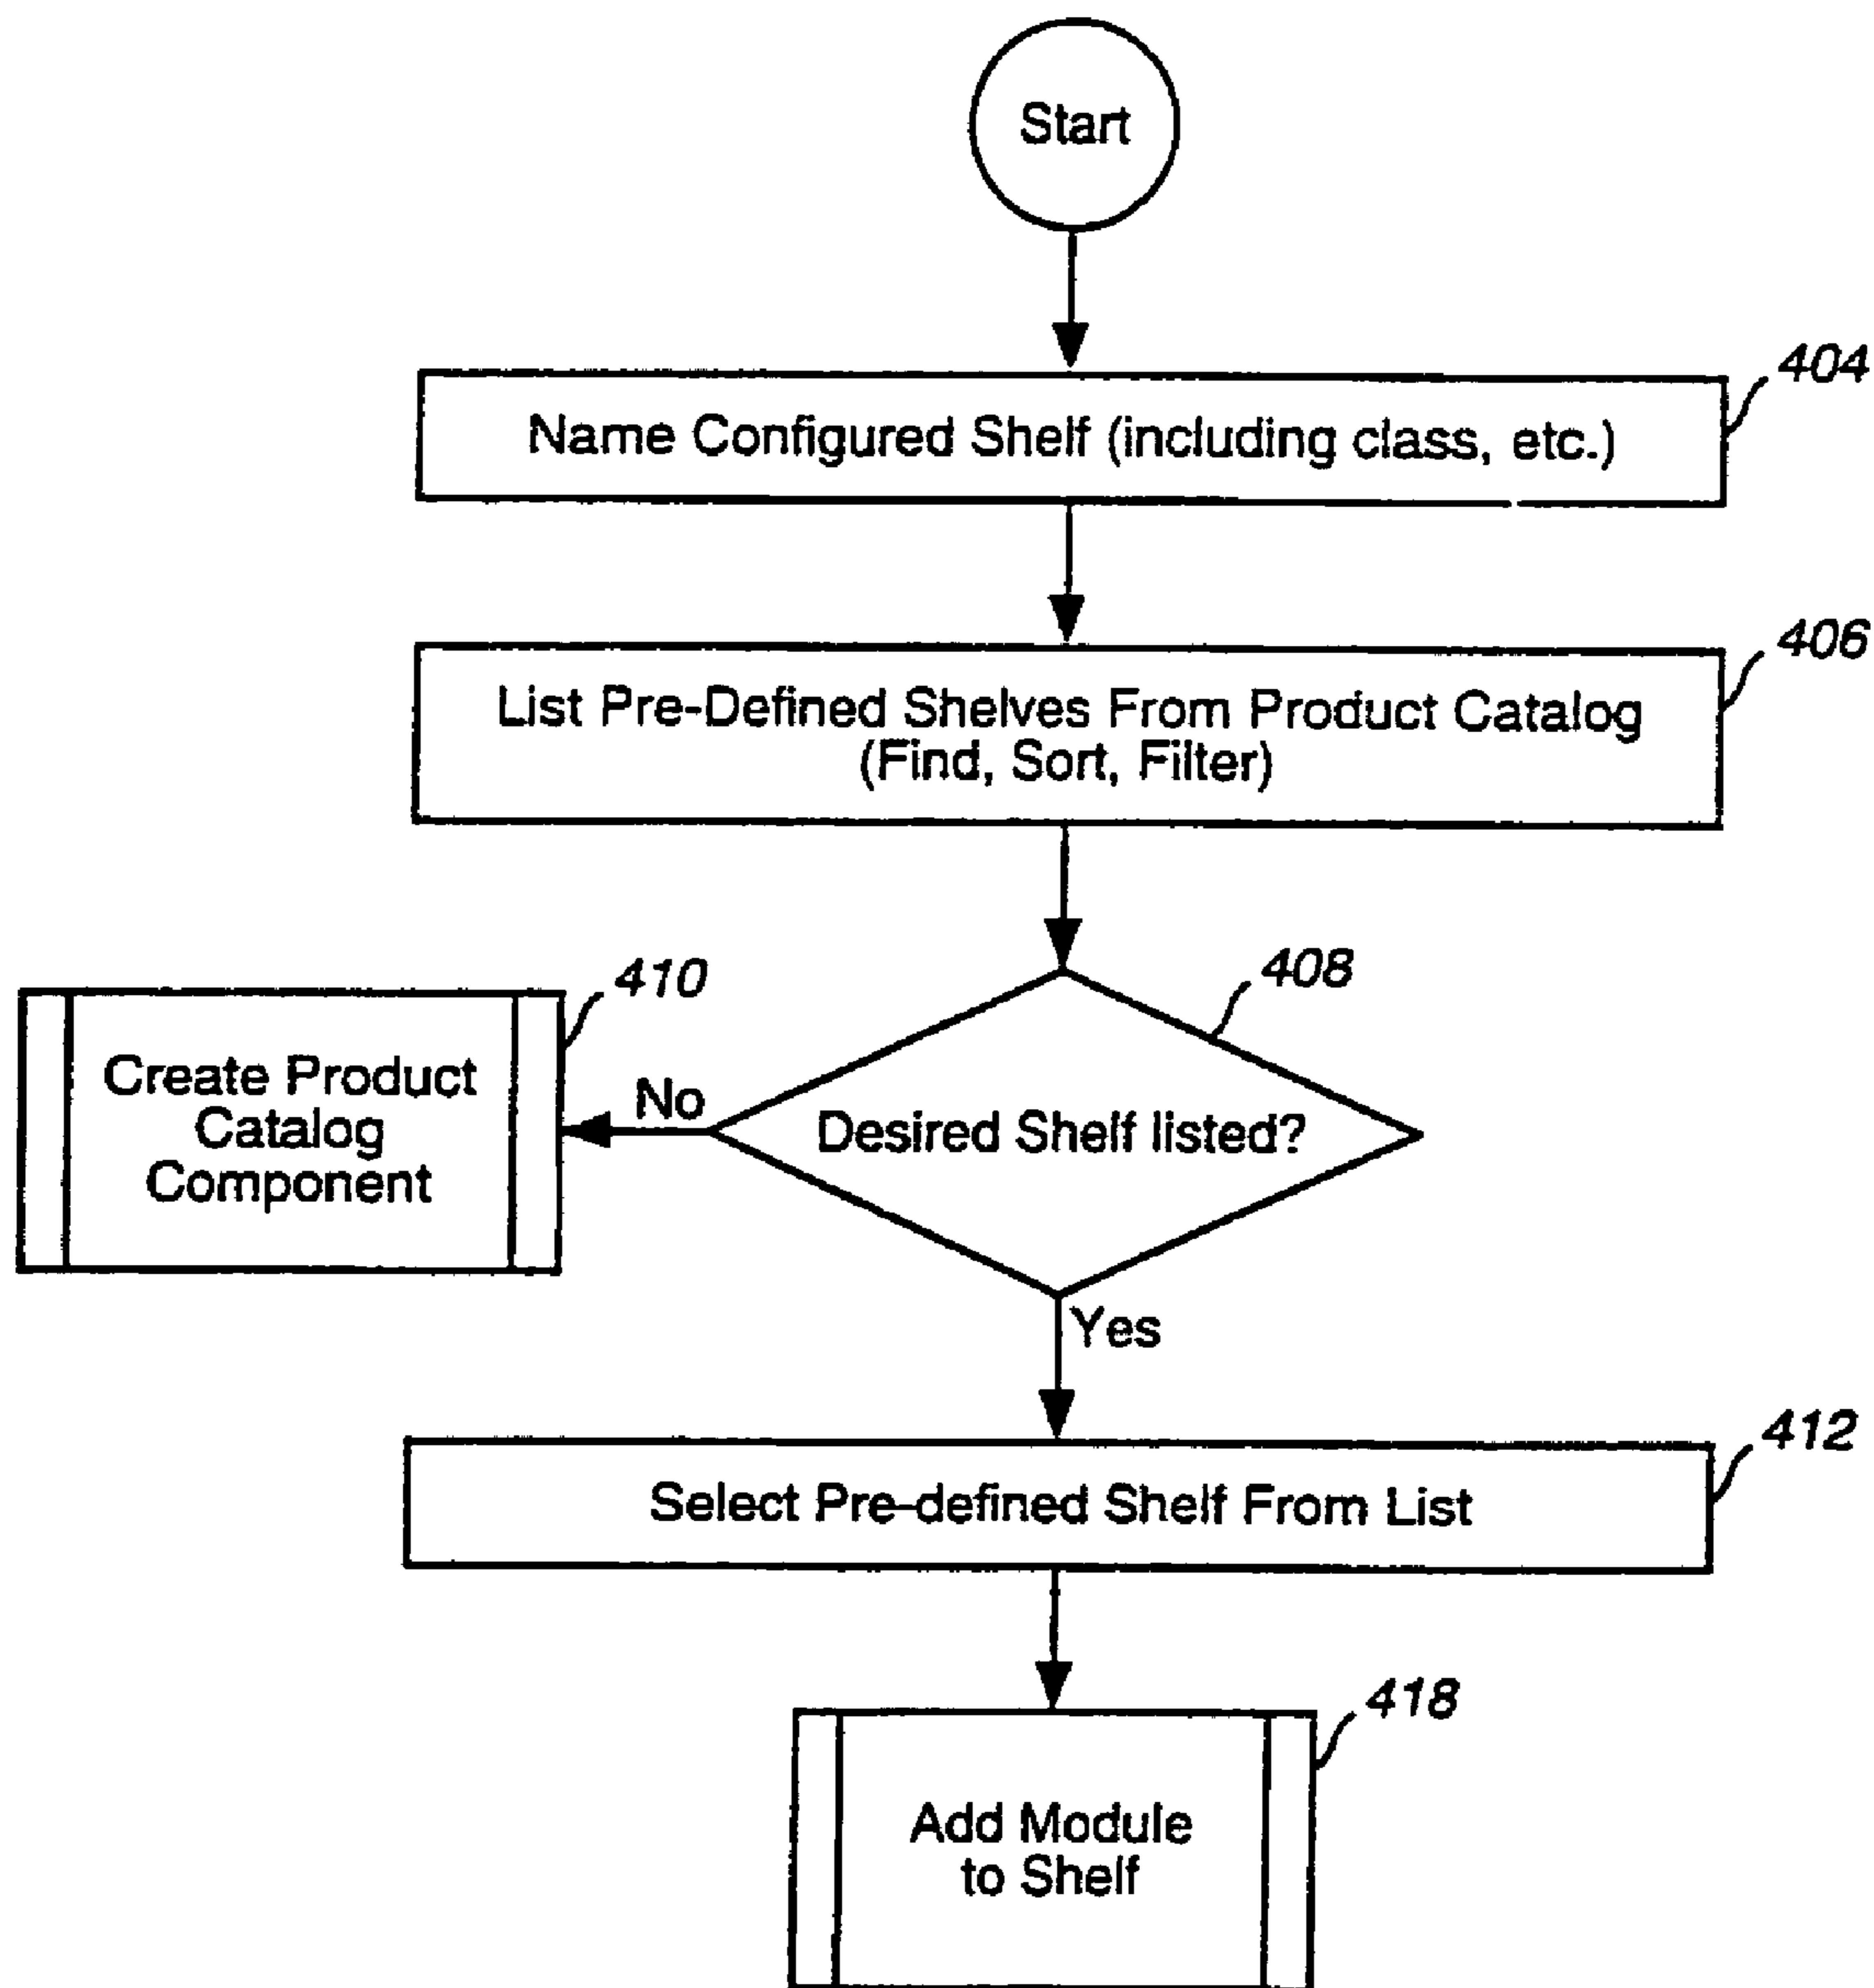 Start
404
Name Configured Shelf (including class, etc.)
406
List Pre-Defined Shelves From Product Catalog
(Find, Sort, Filter)
410
408
Create Product
Catalog
Component
No
Desired Shelf listed?
Yes
412
Select Pre-defined Shelf From List
418
Add Module
to Shelf